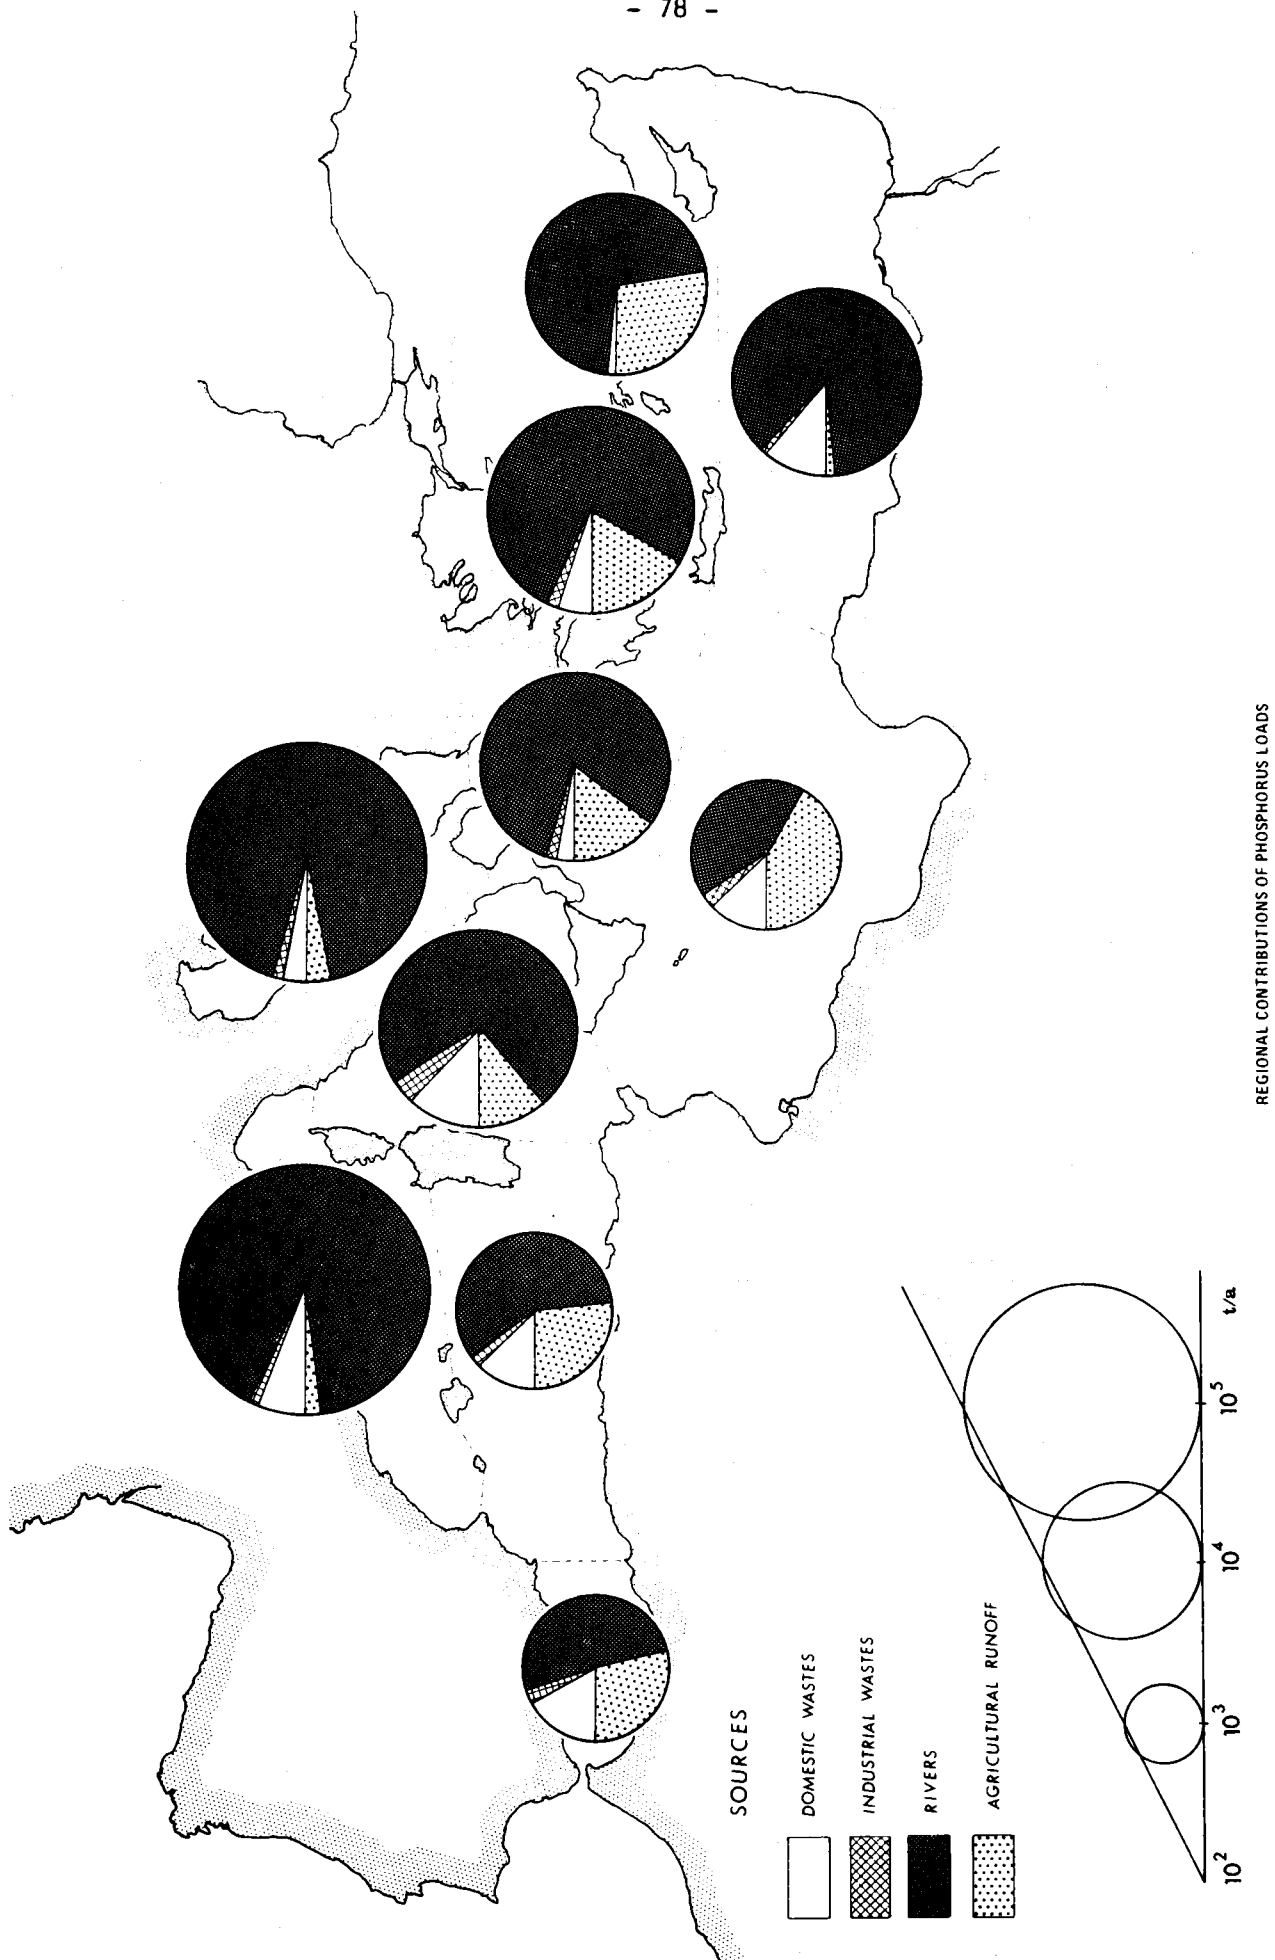 - 78 -
SOURCES
DOMESTIC WASTES
INDUSTRIAL WASTES
RIVERS
AGRICULTURAL RUNOFF
10² 10³ 10⁴ 10⁵ t/a
REGIONAL CONTRIBUTIONS OF PHOSPHORUS LOADS